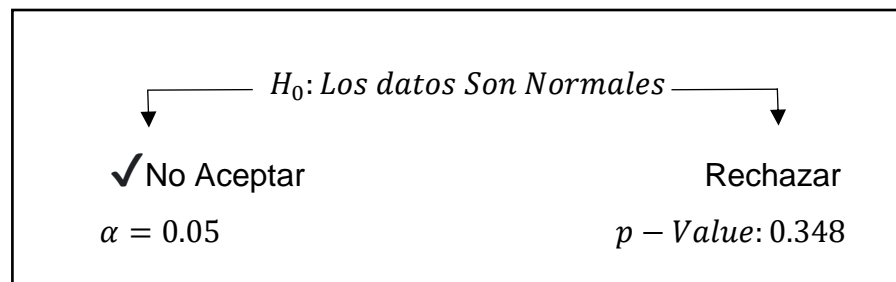 H₀: Los datos Son Normales
✓No Aceptar Rechazar
α = 0.05 p − Value: 0.348